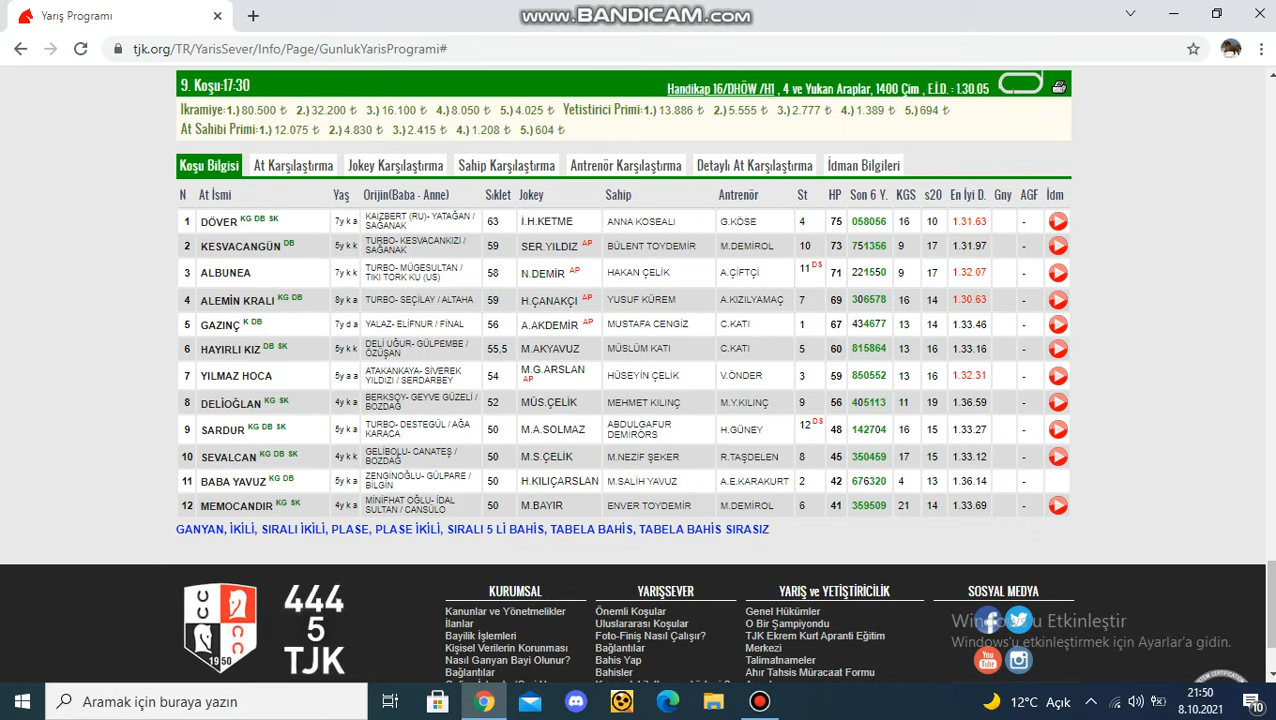 Yarış Programı
www.BANDICAM.com
tjk.org/TR/YarisSever/Info/Page/GunlukYarisProgrami#
9. Koşu:17:30 Handikap 16/DHÖW /H1 , 4 ve Yukarı Araplar, 1400 Çim , E.İ.D. : 1.30.05
Ikramiye:1.) 80.500 ₺ 2.) 32.200 ₺ 3.) 16.100 ₺ 4.) 8.050 ₺ 5.) 4.025 ₺ Yetistirici Primi:1.) 13.886 ₺ 2.) 5.555 ₺ 3.) 2.777 ₺ 4.) 1.389 ₺ 5.) 694 ₺
At Sahibi Primi:1.) 12.075 ₺ 2.) 4.830 ₺ 3.) 2.415 ₺ 4.) 1.208 ₺ 5.) 604 ₺
Koşu Bilgisi At Karşılaştırma Jokey Karşılaştırma Sahip Karşılaştırma Antrenör Karşılaştırma Detaylı At Karşılaştırma İdman Bilgileri
N At İsmi Yaş Orijin(Baba - Anne) Sıklet Jokey Sahip Antrenör St HP Son 6 Y. KGS s20 En İyi D. Gny AGF İdm
1 DÖVER KG DB SK 7y k a KAIZBERT (RU)- YATAĞAN / SAĞANAK 63 İ.H.KETME ANNA KOSEALI G.KÖSE 4 75 058056 16 10 1.31.63 -
2 KESVACANGÜN DB 5y k k TURBO- KESVACANKIZI / SAĞANAK 59 SER.YILDIZ AP BÜLENT TOYDEMİR M.DEMİROL 10 73 751356 9 17 1.31.97 -
3 ALBUNEA 7y k k TURBO- MÜGESULTAN / TIKI TORK KU (US) 58 N.DEMİR AP HAKAN ÇELİK A.ÇİFTÇİ 11 DS 71 221550 9 17 1.32.07 -
4 ALEMİN KRALI KG DB 8y k a TURBO- SEÇİLAY / ALTAHA 59 H.ÇANAKÇI AP YUSUF KÜREM A.KIZILYAMAÇ 7 69 306578 16 14 1.30.63 -
5 GAZINÇ K DB 7y d a YALAZ- ELİFNUR / FİNAL 56 A.AKDEMİR AP MUSTAFA CENGİZ C.KATI 1 67 434677 13 14 1.33.46 -
6 HAYIRLI KIZ DB SK 5y k k DELİ UĞUR- GÜLPEMBE / ÖZÜŞAN 55,5 M.AKYAVUZ MÜSLÜM KATI C.KATI 5 60 815864 13 16 1.33.16 -
7 YILMAZ HOCA 5y a a ATAKANKAYA- SİVEREK YILDIZI / SERDARBEY 54 M.G.ARSLAN AP HÜSEYİN ÇELİK V.ÖNDER 3 59 850552 13 16 1.32.31 -
8 DELİOĞLAN KG SK 4y k a BERKSOY- GEYVE GÜZELİ / BOZDAĞ 52 MÜS.ÇELİK MEHMET KILINÇ M.Y.KILINÇ 9 56 405113 11 19 1.36.59 -
9 SARDUR KG DB SK 5y k a TURBO- DESTEGÜL / AĞA KARACA 50 M.A.SOLMAZ ABDULGAFUR DEMİRÖRS H.GÜNEY 12 DS 48 142704 16 15 1.33.27 -
10 SEVALCAN KG DB SK 4y k k GELİBOLU- CANATEŞ / BOZDAĞ 50 M.S.ÇELİK M.NEZİF ŞEKER R.TAŞDELEN 8 45 350459 17 15 1.33.12 -
11 BABA YAVUZ KG DB 5y k a ZENGİNOĞLU- GÜLPARE / BİLGİN 50 H.KILIÇARSLAN M.SALİH YAVUZ A.E.KARAKURT 2 42 676320 4 13 1.36.14 -
12 MEMOCANDIR KG SK 4y k a MİNİFHAT OĞLU- İDAL SULTAN / CANSÜLO 50 M.BAYIR ENVER TOYDEMİR M.DEMİROL 6 41 359509 21 14 1.33.69 -
GANYAN, İKİLİ, SIRALI İKİLİ, PLASE, PLASE İKİLİ, SIRALI 5 Lİ BAHİS, TABELA BAHİS, TABELA BAHİS SIRASIZ
1950
444
5
TJK
KURUMSAL
Kanunlar ve Yönetmelikler
İlanlar
Bayilik İşlemleri
Kişisel Verilerin Korunması
Nasıl Ganyan Bayi Olunur?
Bağlantılar
YARIŞSEVER
Önemli Koşular
Uluslararası Koşular
Foto-Finiş Nasıl Çalışır?
Bağlantılar
Bahis Yap
Bahisler
YARIŞ ve YETİŞTİRİCİLİK
Genel Hükümler
O Bir Şampiyondu
TJK Ekrem Kurt Apranti Eğitim
Merkezi
Talimatnameler
Ahır Tahsis Müracaat Formu
SOSYAL MEDYA
Windows'u Etkinleştir
Windows'u etkinleştirmek için Ayarlar'a gidin.
You
Tube
Aramak için buraya yazın
12°C Açık
21:50
8.10.2021
10